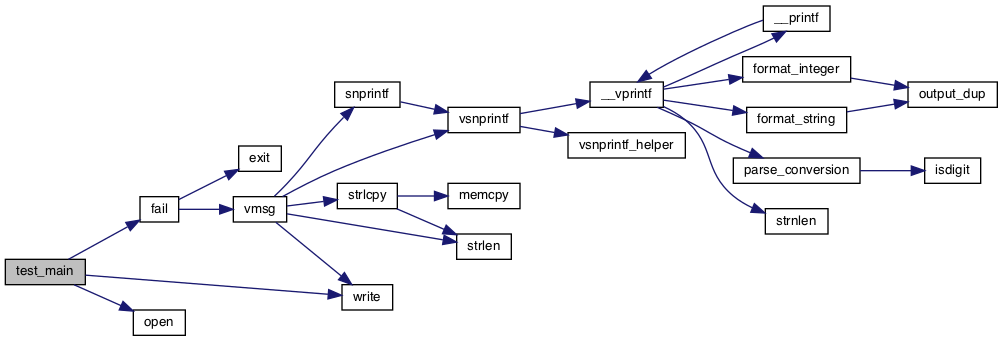 test_main
fail
open
exit
vmsg
snprintf
strlcpy
write
vsnprintf
memcpy
strlen
__vprintf
vsnprintf_helper
__printf
format_integer
format_string
parse_conversion
strnlen
output_dup
isdigit